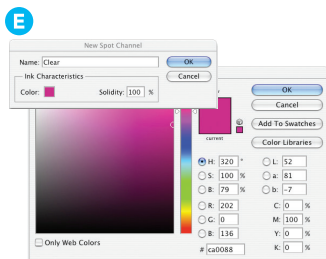 E
New Spot Channel
Name: Clear
OK
Ink Characteristics
Cancel
Color:
Solidity: 100 %
OK
Cancel
Add To Swatches
current
Color Libraries
H: 320 °
L: 52
S: 100 %
a: 81
B: 79 %
b: -7
R: 202
C: 0 %
G: 0
M: 100 %
B: 136
Y: 0 %
Only Web Colors
# ca0088
K: 0 %